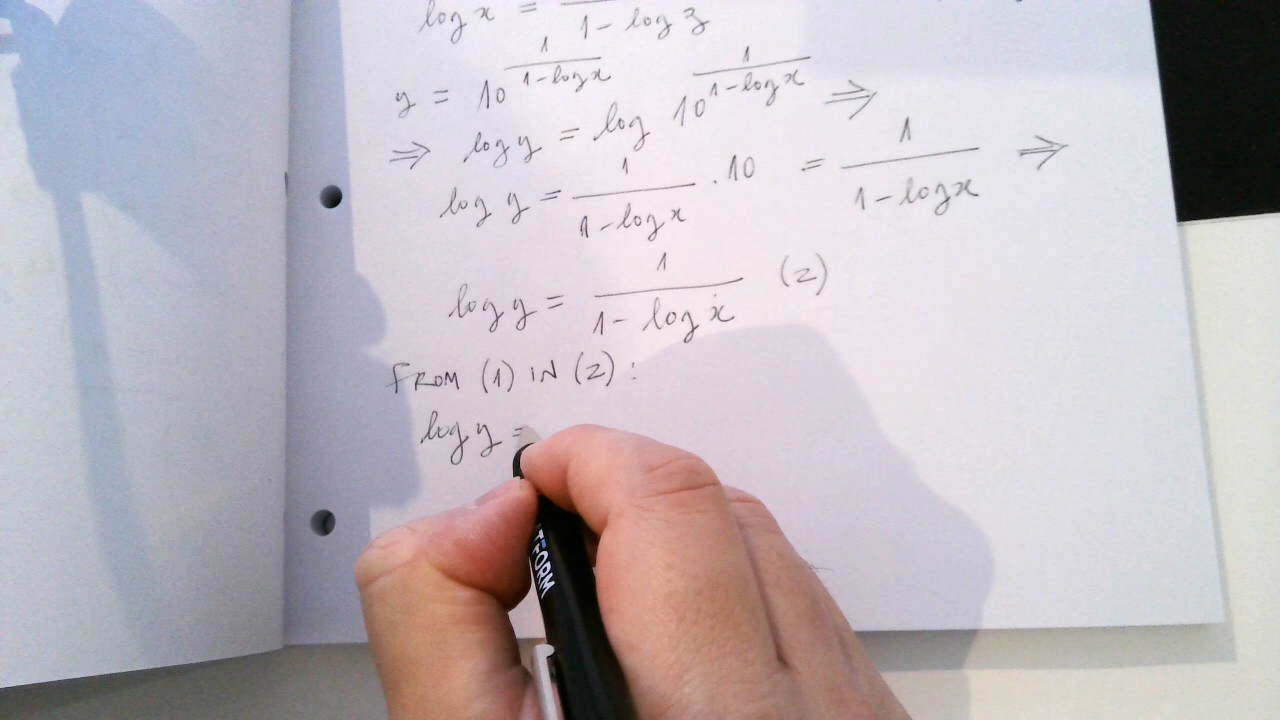 log x = 1 - log z
y = 10^(1/(1 - log x))
⇒ log y = log 10^(1/(1 - log x)) ⇒
log y = 1/(1 - log x) . 10 = 1/(1 - log x) ⇒
log y = 1/(1 - log x) (2)
FROM (1) IN (2) :
log y =
TFORM